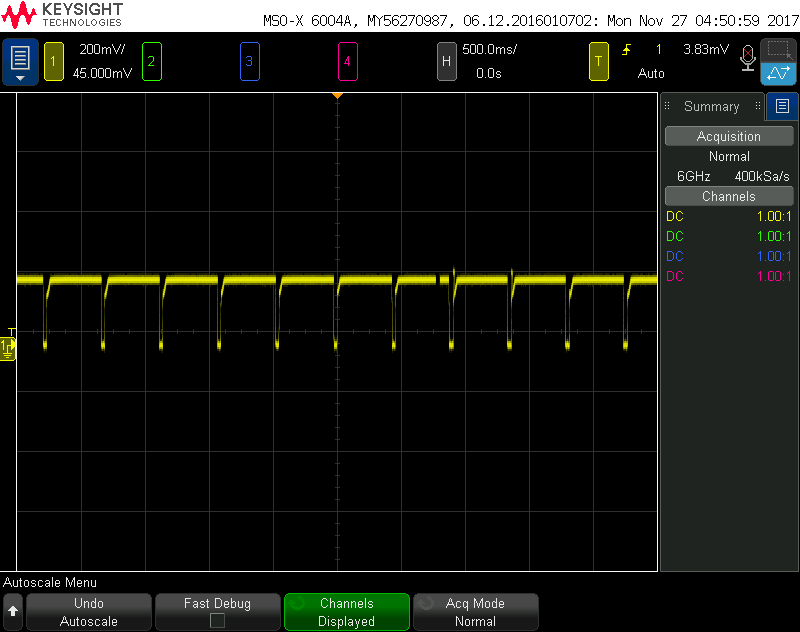 KEYSIGHT
TECHNOLOGIES
MSO-X 6004A, MY56270987, 06.12.2016010702: Mon Nov 27 04:50:59 2017
1 200mV/ 2 3 4 H 500.0ms/ T 1 3.83mV
45.000mV 0.0s Auto
Summary
Acquisition
Normal
6GHz 400kSa/s
Channels
DC 1.00:1
DC 1.00:1
DC 1.00:1
DC 1.00:1
T
1
Autoscale Menu
Undo Autoscale
Fast Debug
Channels Displayed
Acq Mode
Normal